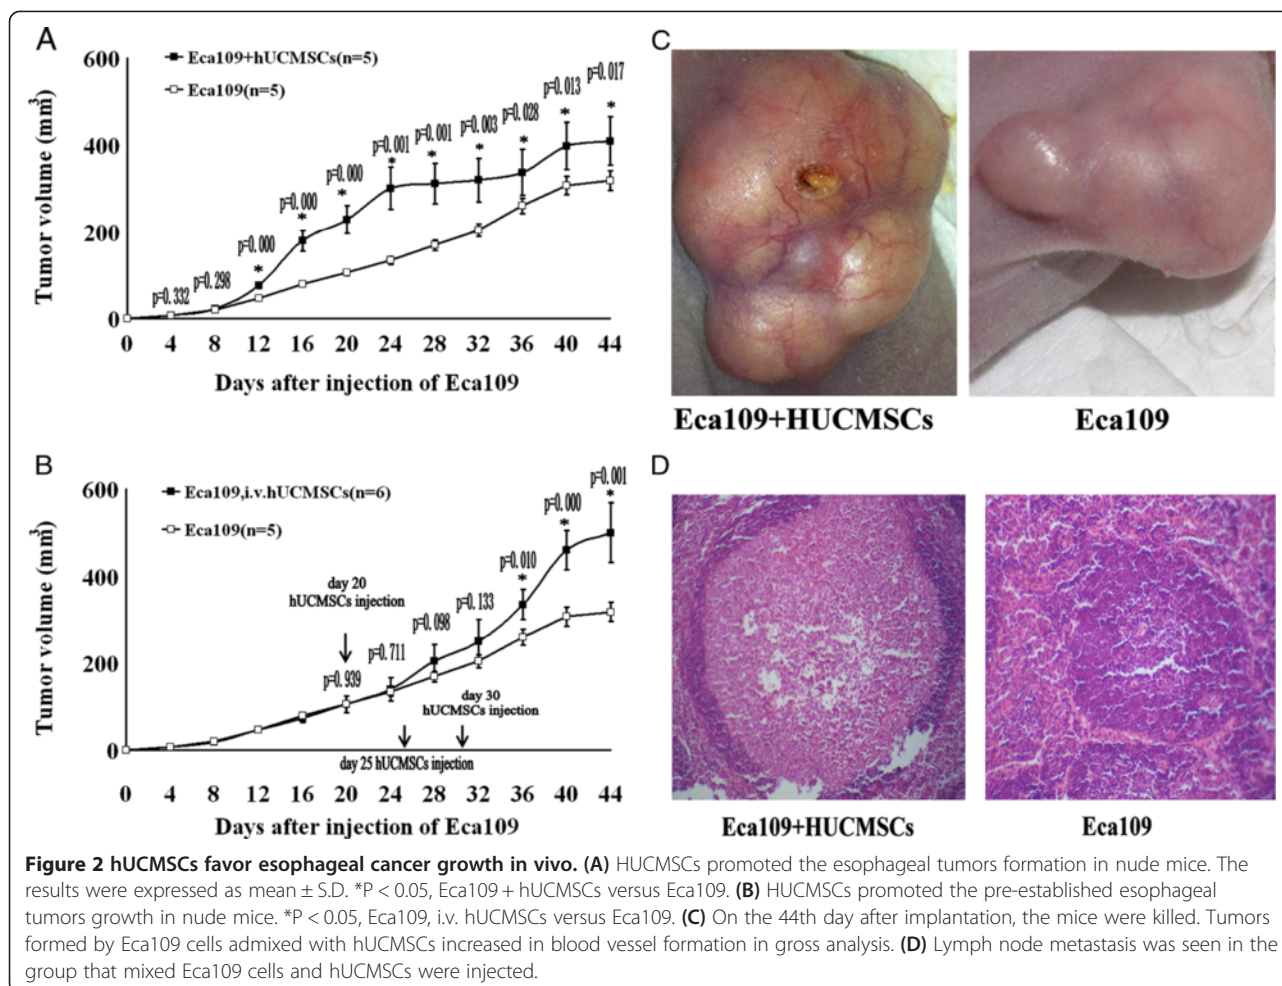 A
600
400
200
0
Tumor volume (mm³)
Eca109+hUCMSCs(n=5)
Eca109(n=5)
p=0.332
p=0.298
p=0.000
*
p=0.000
*
p=0.000
*
p=0.001
*
p=0.001
*
p=0.003
*
p=0.028
*
p=0.013
*
p=0.017
*
0 4 8 12 16 20 24 28 32 36 40 44
Days after injection of Eca109
B
600
400
200
0
Tumor volume (mm³)
Eca109,i.v.hUCMSCs(n=6)
Eca109(n=5)
day 20
hUCMSCs injection
p=0.939
p=0.711
p=0.098
p=0.133
p=0.010
*
p=0.000
*
p=0.001
*
day 30
hUCMSCs injection
day 25 hUCMSCs injection
0 4 8 12 16 20 24 28 32 36 40 44
Days after injection of Eca109
C
Eca109+HUCMSCs
Eca109
D
Eca109+HUCMSCs
Eca109
Figure 2 hUCMSCs favor esophageal cancer growth in vivo. (A) HUCMSCs promoted the esophageal tumors formation in nude mice. The
results were expressed as mean ± S.D. *P < 0.05, Eca109 + hUCMSCs versus Eca109. (B) HUCMSCs promoted the pre-established esophageal
tumors growth in nude mice. *P < 0.05, Eca109, i.v. hUCMSCs versus Eca109. (C) On the 44th day after implantation, the mice were killed. Tumors
formed by Eca109 cells admixed with hUCMSCs increased in blood vessel formation in gross analysis. (D) Lymph node metastasis was seen in the
group that mixed Eca109 cells and hUCMSCs were injected.